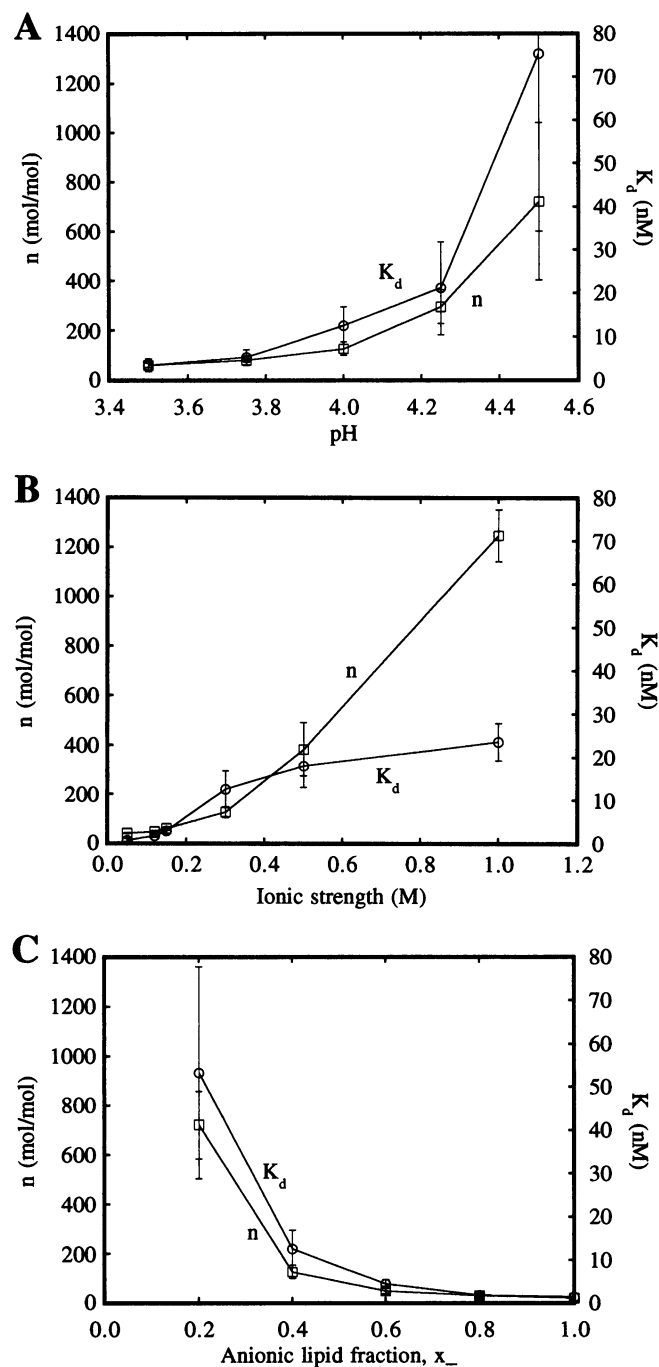 A
1400
1200
1000
800
600
400
200
0
n (mol/mol)
80
70
60
50
40
30
20
10
0
K_d (nM)
K_d
n
3.4 3.6 3.8 4.0 4.2 4.4 4.6
pH
B
1400
1200
1000
800
600
400
200
0
n (mol/mol)
80
70
60
50
40
30
20
10
0
K_d (nM)
n
K_d
0.0 0.2 0.4 0.6 0.8 1.0 1.2
Ionic strength (M)
C
1400
1200
1000
800
600
400
200
0
n (mol/mol)
80
70
60
50
40
30
20
10
0
K_d (nM)
K_d
n
0.0 0.2 0.4 0.6 0.8 1.0
Anionic lipid fraction, x_